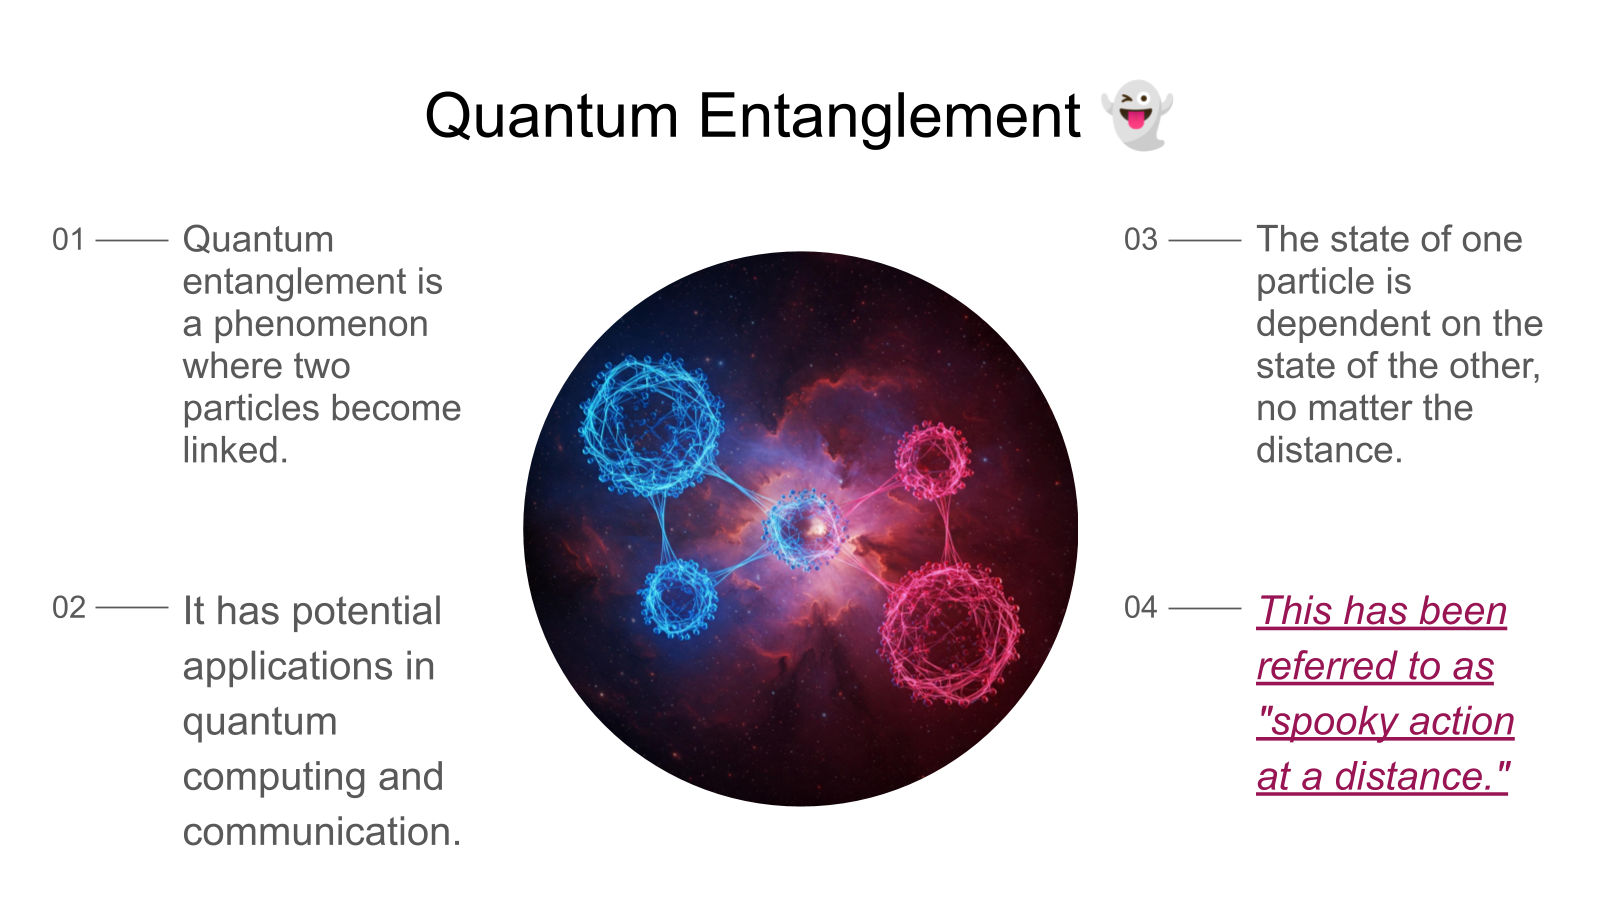 Quantum Entanglement 👻
01
Quantum
entanglement is
a phenomenon
where two
particles become
linked.
02
It has potential
applications in
quantum
computing and
communication.
03
The state of one
particle is
dependent on the
state of the other,
no matter the
distance.
04
This has been
referred to as
"spooky action
at a distance."